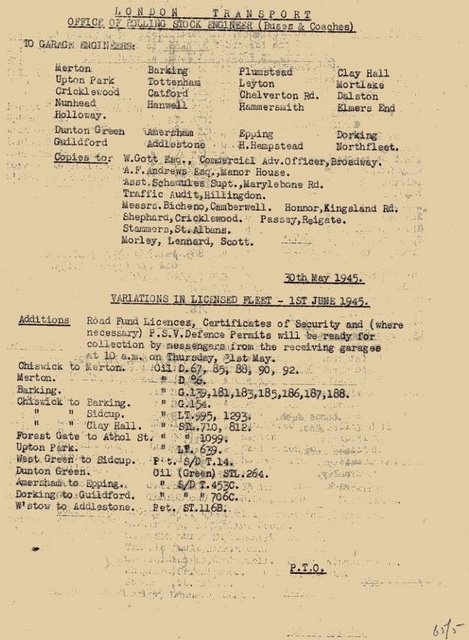 LONDON TRANSPORT
OFFICE OF ROLLING STOCK ENGINEER (Buses & Coaches)
TO GARAGE ENGINEERS:
Merton Barking Plumstead Clay Hall
Upton Park Tottenham Leyton Mortlake
Cricklewood Catford Chelverton Rd. Dalston
Nunhead Hanwell Hammersmith Elmers End
Holloway.
Dunton Green Amersham Epping Dorking
Guildford Addlestone H.Hempstead Northfleet.
Copies to: W.Gott Esq., Commercial Adv.Officer,Broadway.
A.F.Andrews Esq.,Manor House.
Asst.Schedules Supt.,Marylebone Rd.
Traffic Audit,Hillingdon.
Messrs.Bicheno,Camberwell. Honnor,Kingsland Rd.
Shephard,Cricklewood. Passey,Reigate.
Stammers,St.Albans.
Morley, Lennard, Scott.
30th May 1945.
VARIATIONS IN LICENSED FLEET - 1ST JUNE 1945.
Additions Road Fund Licences, Certificates of Security and (where
necessary) P.S.V.Defence Permits will be ready for
collection by messengers from the receiving garages
at 10 a.m. on Thursday, 31st May.
Chiswick to Merton. Oil D.67, 85, 88, 90, 92.
Merton. " D.96.
Barking. " G.139,181,183,185,186,187,188.
Chiswick to Barking. " G.154.
" " Sidcup. " LT.595, 1293.
" " Clay Hall. " STL.710, 812.
Forest Gate to Athol St. " " 1099.
Upton Park. " LT. 639.
West Green to Sidcup. Pet. S/D T.14.
Dunton Green. Oil (Green) STL.264.
Amersham to Epping. " S/D T.453C.
Dorking to Guildford. " " " 706C.
W'stow to Addlestone. Pet. ST.116B.
P.T.O.